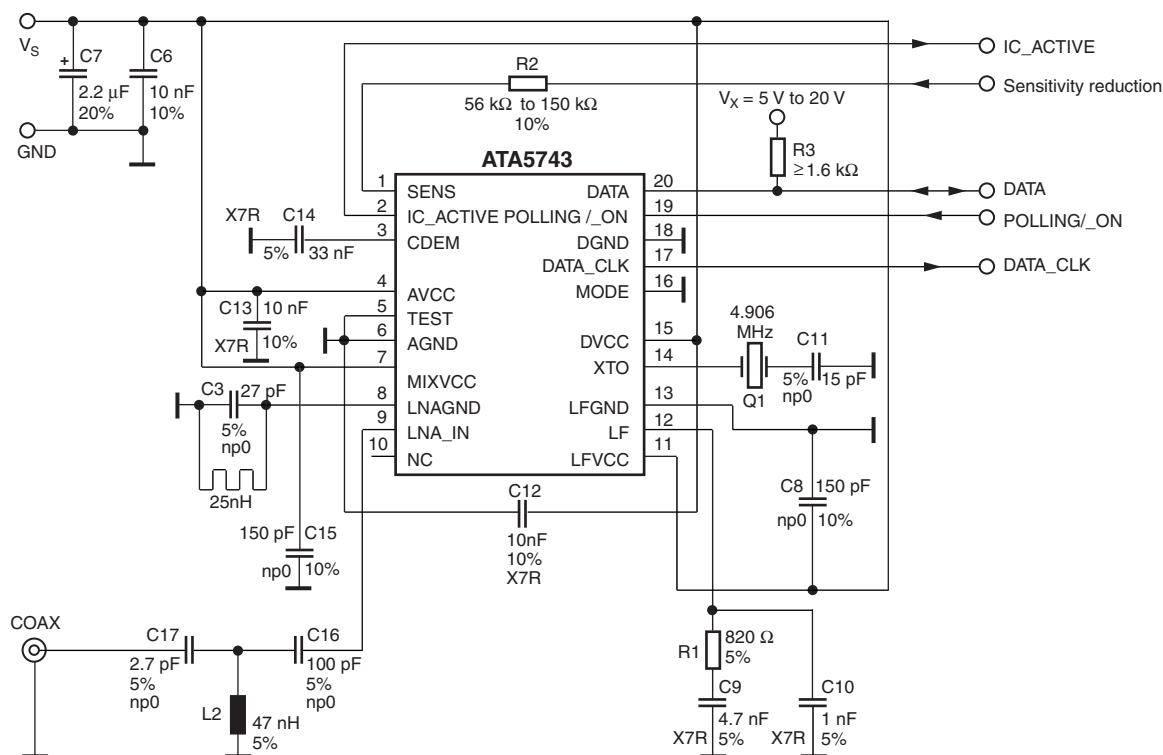 VS
GND
C7
+
2.2 µF
20%
C6
10 nF
10%
IC_ACTIVE
R2
56 kΩ to 150 kΩ
10%
Sensitivity reduction
VX = 5 V to 20 V
R3
≥1.6 kΩ
ATA5743
1
SENS
DATA
20
DATA
2
IC_ACTIVE
POLLING /_ON
19
POLLING/_ON
X7R
C14
5%
33 nF
3
CDEM
DGND
18
DATA_CLK
17
DATA_CLK
4
AVCC
MODE
16
C13
10 nF
X7R
10%
5
TEST
6
AGND
DVCC
15
7
MIXVCC
XTO
14
4.906
MHz
Q1
C11
5%
np0
15 pF
C3
27 pF
5%
np0
25nH
8
LNAGND
LFGND
13
9
LNA_IN
LF
12
10
NC
LFVCC
11
C12
10nF
10%
X7R
C8
150 pF
np0
10%
150 pF
C15
np0
10%
COAX
C17
2.7 pF
5%
np0
C16
100 pF
5%
np0
L2
47 nH
5%
R1
820 Ω
5%
C9
4.7 nF
X7R
5%
C10
1 nF
X7R
5%